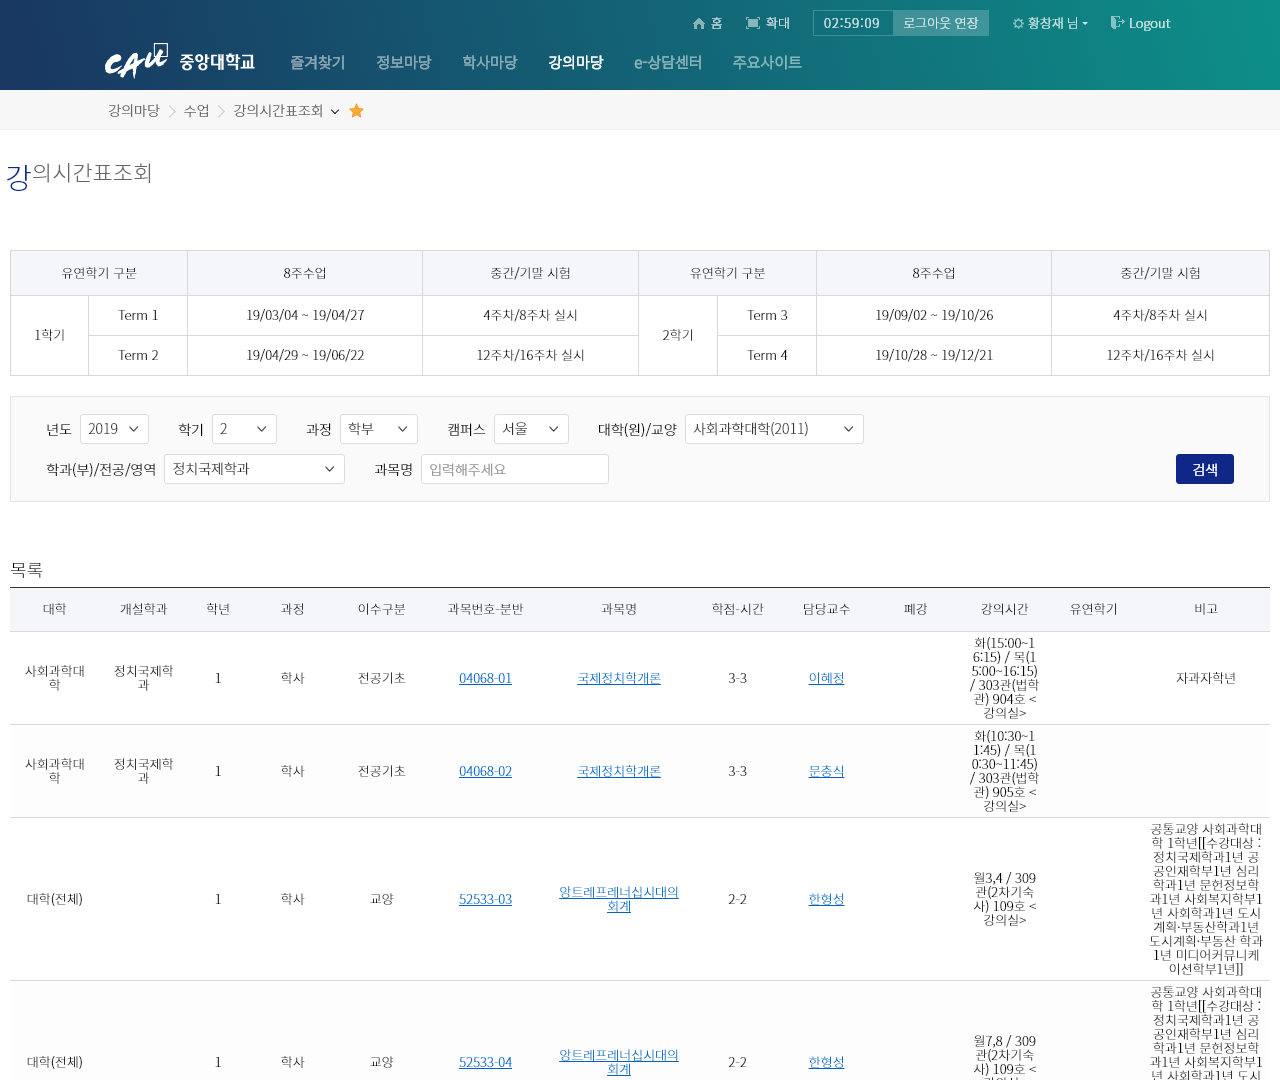 홈 확대 02:59:09 로그아웃 연장 황창재 님 Logout
CAU 중앙대학교 즐겨찾기 정보마당 학사마당 강의마당 e-상담센터 주요사이트
강의마당 수업 강의시간표조회
강의시간표조회
유연학기 구분 8주수업 중간/기말 시험 유연학기 구분 8주수업 중간/기말 시험
1학기 Term 1 19/03/04 ~ 19/04/27 4주차/8주차 실시 2학기 Term 3 19/09/02 ~ 19/10/26 4주차/8주차 실시
Term 2 19/04/29 ~ 19/06/22 12주차/16주차 실시 Term 4 19/10/28 ~ 19/12/21 12주차/16주차 실시
년도 2019 학기 2 과정 학부 캠퍼스 서울 대학(원)/교양 사회과학대학(2011)
학과(부)/전공/영역 정치국제학과 과목명 입력해주세요 검색
목록
대학 개설학과 학년 과정 이수구분 과목번호-분반 과목명 학점-시간 담당교수 폐강 강의시간 유연학기 비고
사회과학대
학
정치국제학
과
1 학사 전공기초 04068-01 국제정치학개론 3-3 이혜정
화(15:00~1
6:15) / 목(1
5:00~16:15)
/ 303관(법학
관) 904호 <
강의실>
자과자학년
사회과학대
학
정치국제학
과
1 학사 전공기초 04068-02 국제정치학개론 3-3 문충식
화(10:30~1
1:45) / 목(1
0:30~11:45)
/ 303관(법학
관) 905호 <
강의실>
대학(전체) 1 학사 교양 52533-03
앙트레프레너십시대의
회계
2-2 한형성
월3,4 / 309
관(2차기숙
사) 109호 <
강의실>
공통교양 사회과학대
학 1학년[[수강대상 :
정치국제학과1년 공
공인재학부1년 심리
학과1년 문헌정보학
과1년 사회복지학부1
년 사회학과1년 도시
계획·부동산학과1년
도시계획·부동산 학과
1년 미디어커뮤니케
이션학부1년]]
대학(전체) 1 학사 교양 52533-04
앙트레프레너십시대의
회계
2-2 한형성
월7,8 / 309
관(2차기숙
사) 109호 <
공통교양 사회과학대
학 1학년[[수강대상 :
정치국제학과1년 공
공인재학부1년 심리
학과1년 문헌정보학
과1년 사회복지학부1
년 사회학과1년 도시